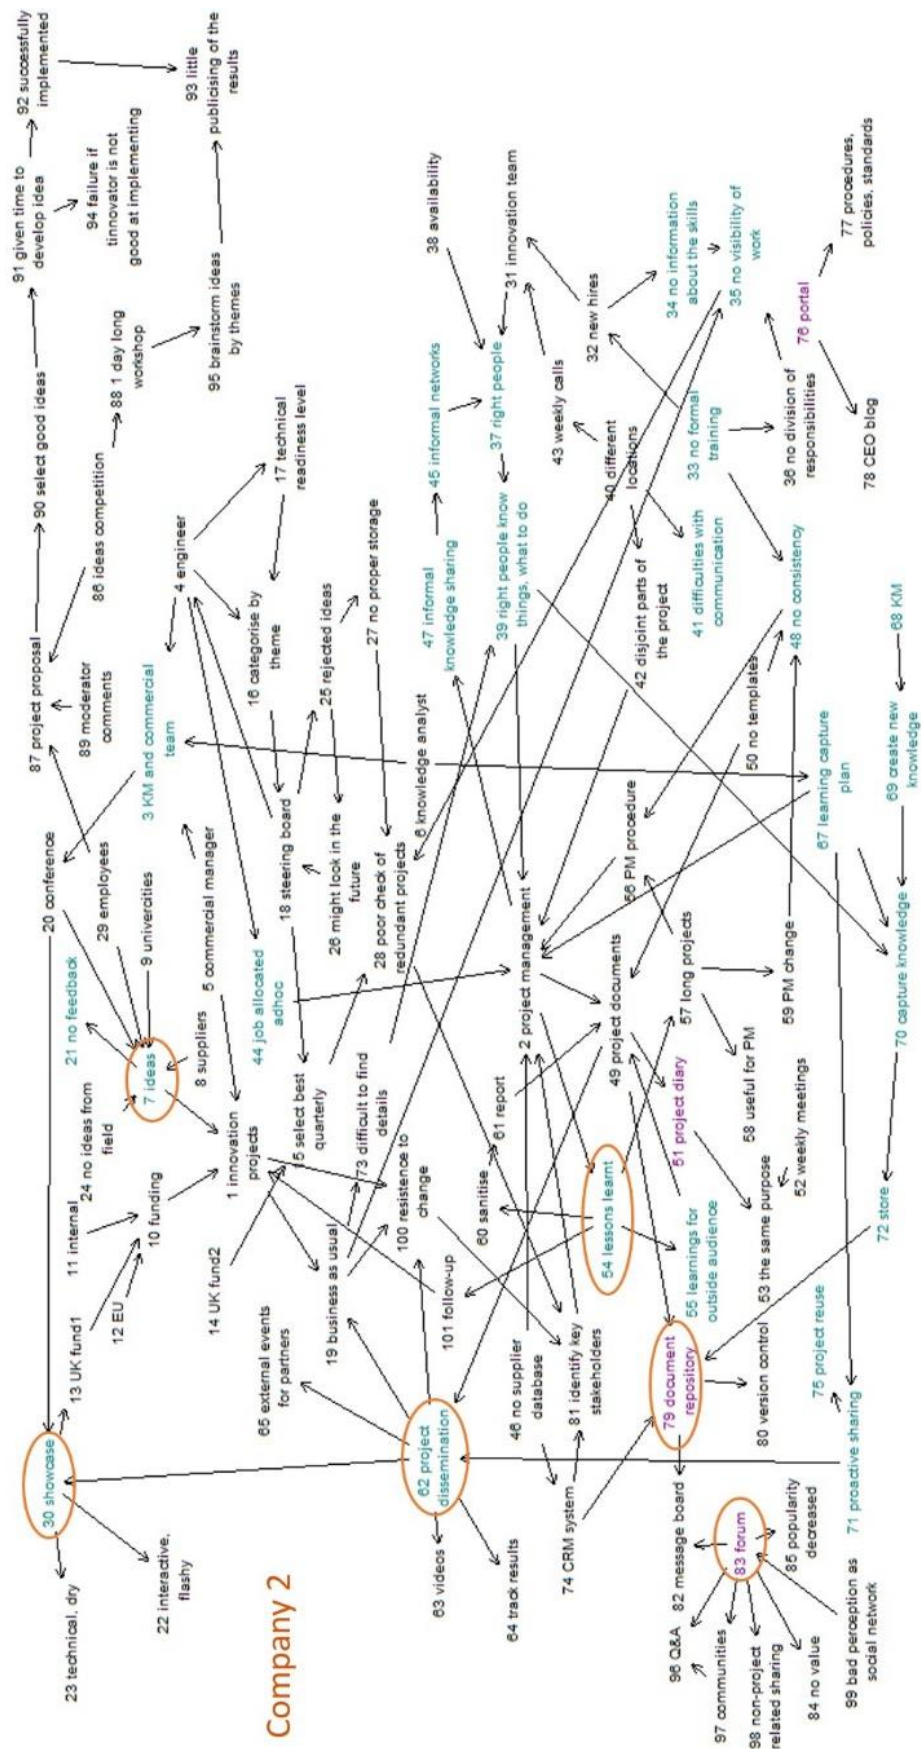 Company 2
23 technical, dry
22 interactive,
flashy
30 showcase
13 UK fund1
11 internal
12 EU
10 funding
24 no ideas from
field
7 ideas
21 no feedback
20 conference
29 employees
9 univercities
8 suppliers
5 commercial manager
3 KM and commercial
team
87 project proposal
89 moderator
comments
86 ideas competition
90 select good ideas
88 1 day long
workshop
91 given time to
develop idea
94 failure if
tinnovator is not
good at implementing
92 successfully
implemented
93 little
publicising of the
results
95 brainstorm ideas
by themes
4 engineer
17 technical
readiness level
16 categorise by
theme
25 rejected ideas
27 no proper storage
18 steering board
26 might look in the
future
28 poor check of
redundant projects
44 job allocated
adhoc
1 innovation
projects
14 UK fund2
15 select best
quarterly
19 business as usual
73 difficult to find
details
100 resistence to
change
65 external events
for partners
101 follow-up
60 sanitise
61 report
6 knowledge analyst
47 informal
knowledge sharing
45 informal networks
38 availability
37 right people
31 innovation team
39 right people know
things, what to do
43 weekly calls
32 new hires
40 different
locations
34 no information
about the skills
35 no visibility of
work
33 no formal
training
36 no division of
responsibilities
41 difficulties with
communication
42 disjoint parts of
the project
76 portal
77 procedures,
policies, standards
78 CEO blog
48 no consistency
50 no templates
56 PM procedure
2 project management
49 project documents
57 long projects
59 PM change
58 useful for PM
51 project diary
52 weekly meetings
53 the same purpose
54 lessons learnt
55 learnings for
outside audience
62 project
dissemination
63 videos
64 track results
46 no supplier
database
81 identify key
stakeholders
74 CRM system
79 document
repository
80 version control
67 learning capture
plan
68 KM
69 create new
knowledge
70 capture knowledge
72 store
75 project reuse
71 proactive sharing
82 message board
83 forum
85 popularity
decreased
96 Q&A
97 communities
98 non-project
related sharing
84 no value
99 bad perception as
social network